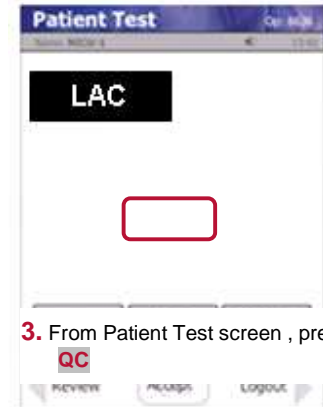 Patient Test
LAC
3. From Patient Test screen , pre
QC
Review Accept Logout